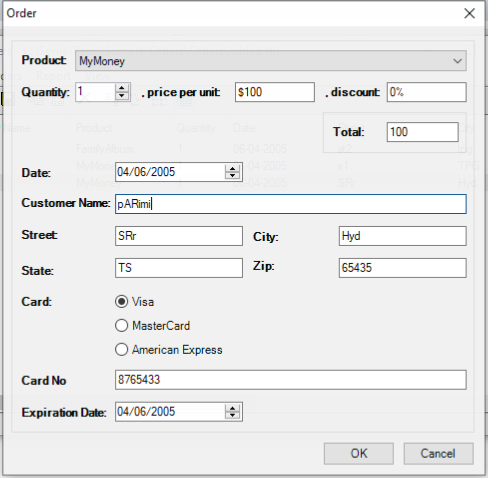 Order
Product: MyMoney
Quantity: 1 , price per unit: $100 , discount: 0%
Total: 100
Date: 04/06/2005
Customer Name: pARimi
Street: SRr City: Hyd
State: TS Zip: 65435
Card: Visa
MasterCard
American Express
Card No 8765433
Expiration Date: 04/06/2005
OK Cancel